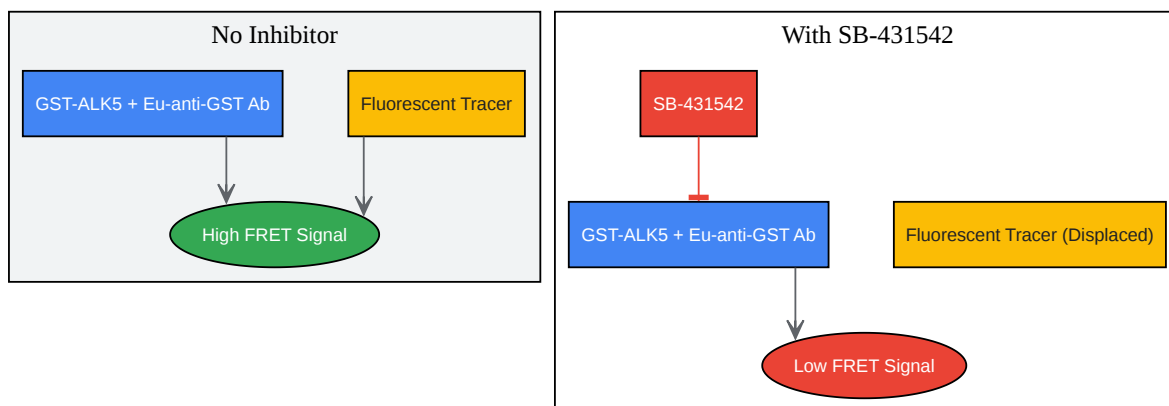 No Inhibitor
GST-ALK5 + Eu-anti-GST Ab
Fluorescent Tracer
High FRET Signal
With SB-431542
SB-431542
GST-ALK5 + Eu-anti-GST Ab
Fluorescent Tracer (Displaced)
Low FRET Signal